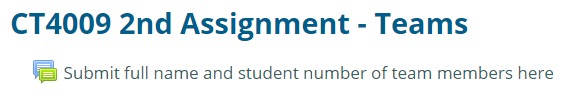 CT4009 2nd Assignment - Teams
Submit full name and student number of team members here